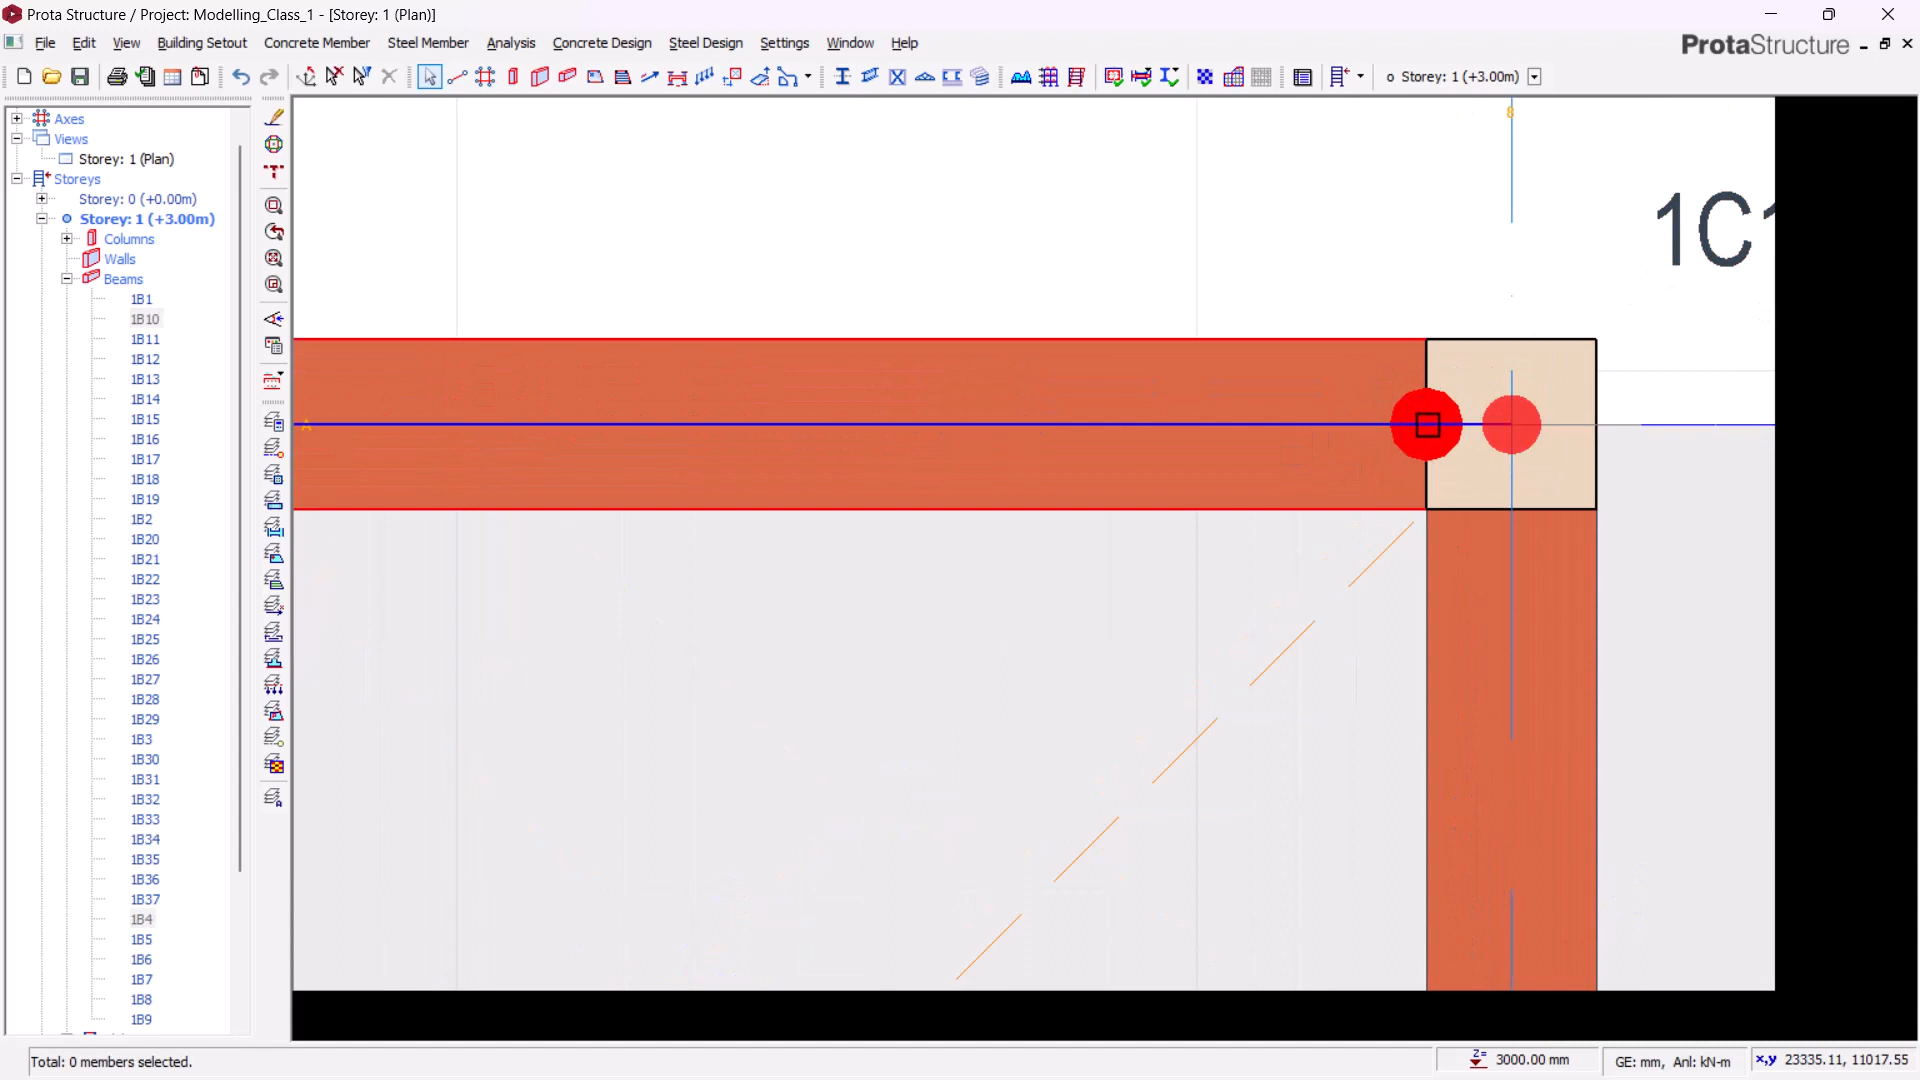 Prota Structure / Project: Modelling_Class_1 - [Storey: 1 (Plan)]
File Edit View Building Setout Concrete Member Steel Member Analysis Concrete Design Steel Design Settings Window Help
ProtaStructure
Storey: 1 (+3.00m)
Axes
Views
Storey: 1 (Plan)
Storeys
Storey: 0 (+0.00m)
Storey: 1 (+3.00m)
Columns
Walls
Beams
1B1
1B10
1B11
1B12
1B13
1B14
1B15
1B16
1B17
1B18
1B19
1B2
1B20
1B21
1B22
1B23
1B24
1B25
1B26
1B27
1B28
1B29
1B3
1B30
1B31
1B32
1B33
1B34
1B35
1B36
1B37
1B4
1B5
1B6
1B7
1B8
1B9
8
1C1
A
Total: 0 members selected.
Z= 3000.00 mm
GE: mm, Anl: kN-m
x,y 23335.11, 11017.55